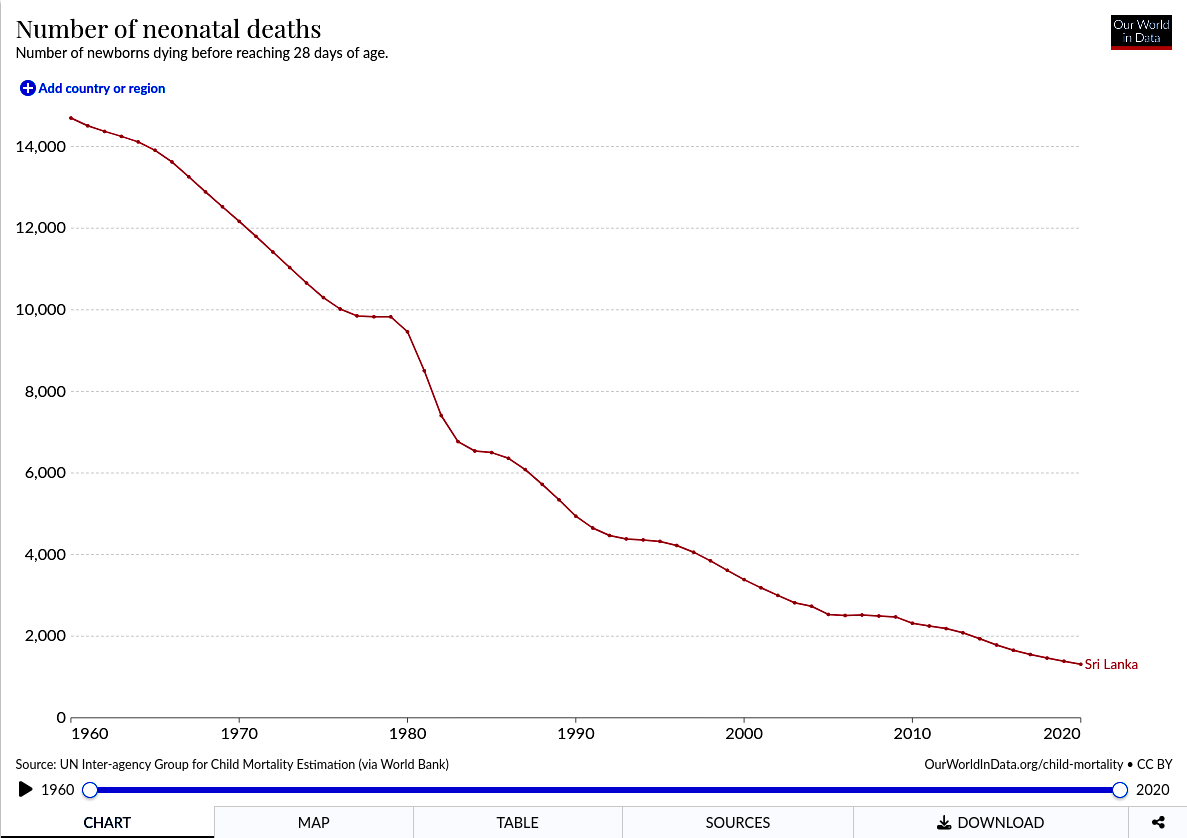 Number of neonatal deaths
Number of newborns dying before reaching 28 days of age.
Our World
in Data
Add country or region
14,000
12,000
10,000
8,000
6,000
4,000
2,000
0
Sri Lanka
1960 1970 1980 1990 2000 2010 2020
Source: UN Inter-agency Group for Child Mortality Estimation (via World Bank)
OurWorldInData.org/child-mortality • CC BY
1960 2020
CHART MAP TABLE SOURCES DOWNLOAD